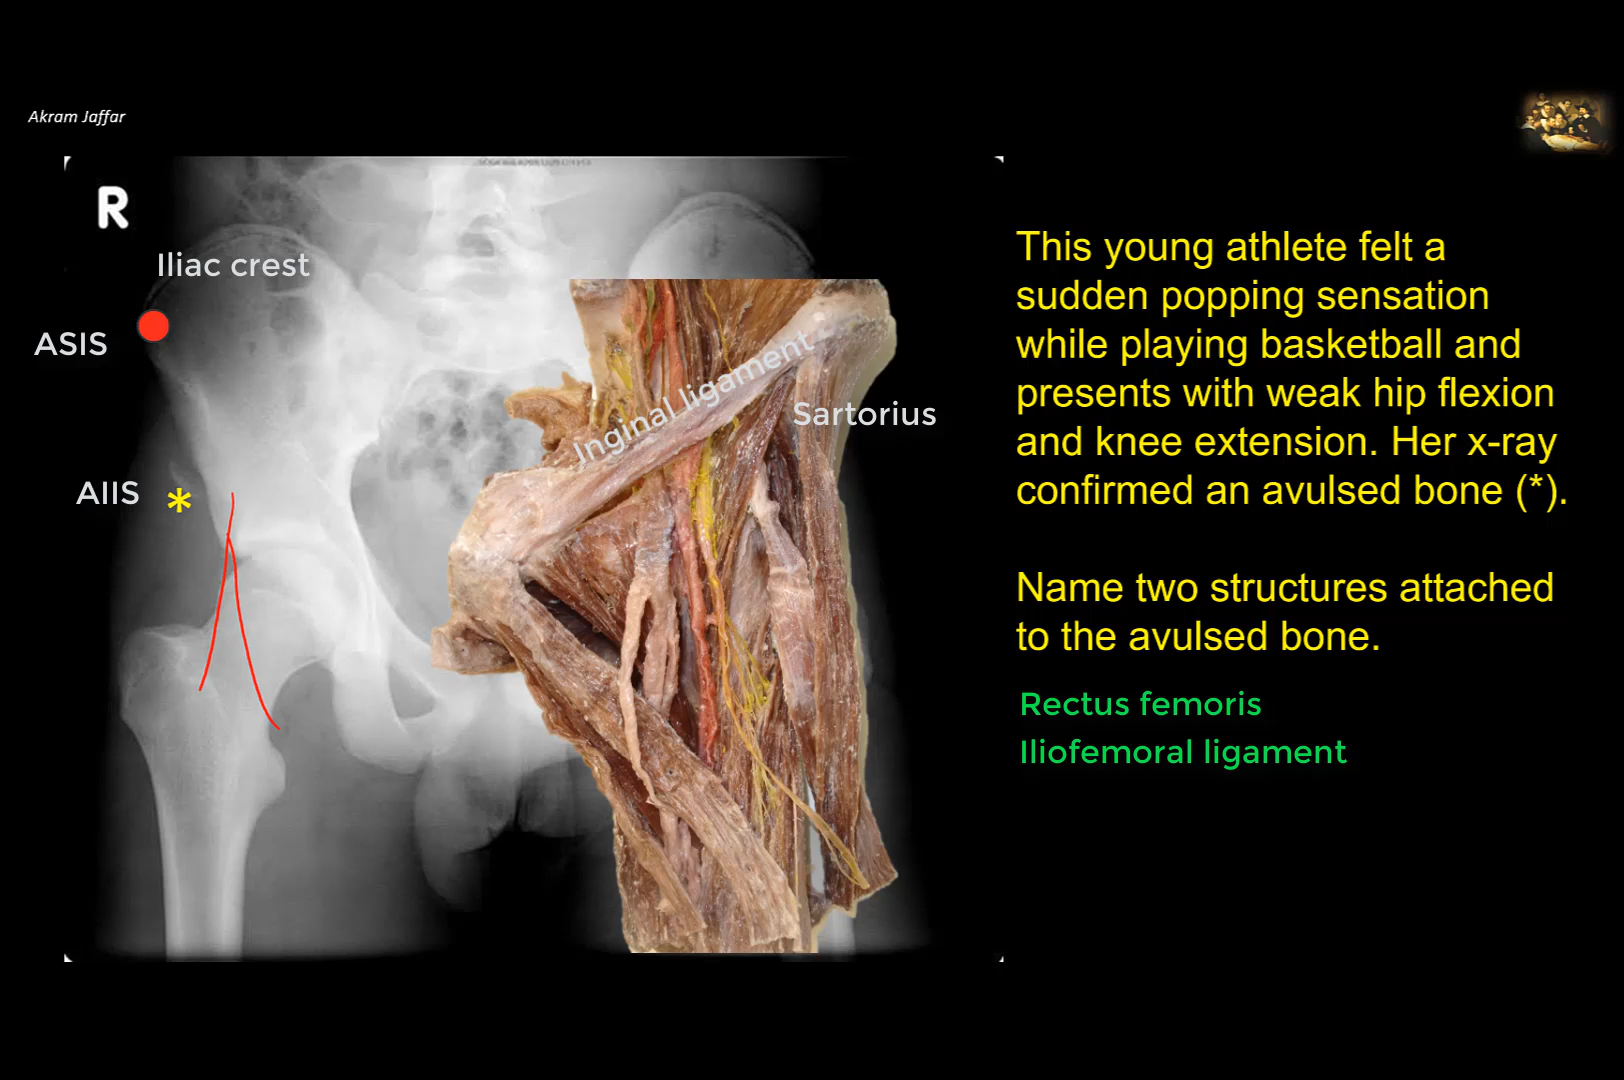 Akram Jaffar
R
Iliac crest
ASIS
Inginal ligament
Sartorius
AIIS *
This young athlete felt a
sudden popping sensation
while playing basketball and
presents with weak hip flexion
and knee extension. Her x-ray
confirmed an avulsed bone (*).
Name two structures attached
to the avulsed bone.
Rectus femoris
Iliofemoral ligament